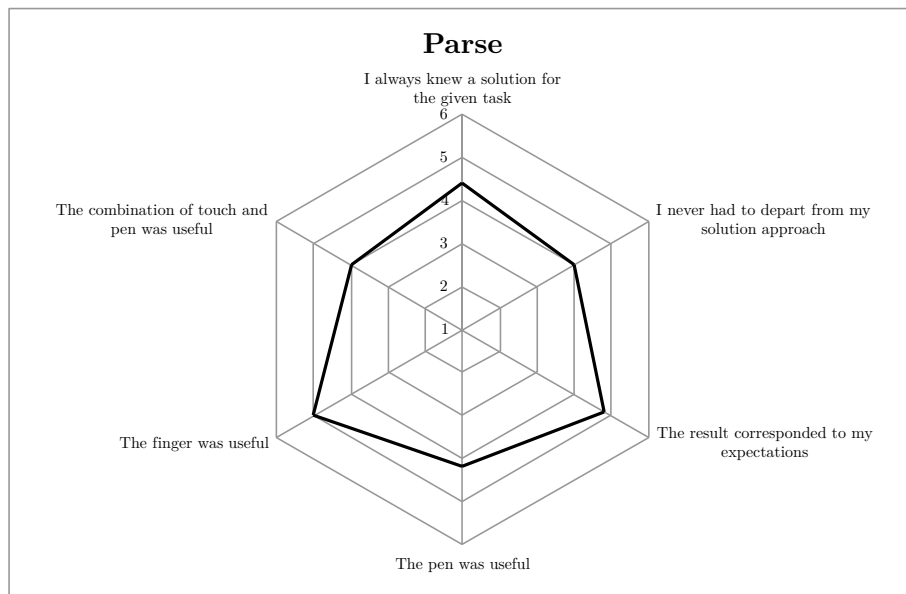 Parse
I always knew a solution for
the given task
6
5
4
3
2
1
The combination of touch and
pen was useful
I never had to depart from my
solution approach
The finger was useful
The result corresponded to my
expectations
The pen was useful